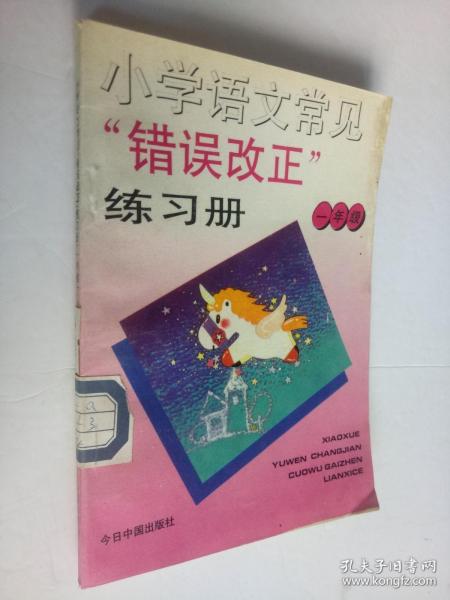 小学语文常见
“错误改正”
练习册
一年级
XIAOXUE
YUWEN CHANGJIAN
CUOWU GAIZHEN
LIANXICE
今日中国出版社
孔夫子旧书网
www.kongfz.com